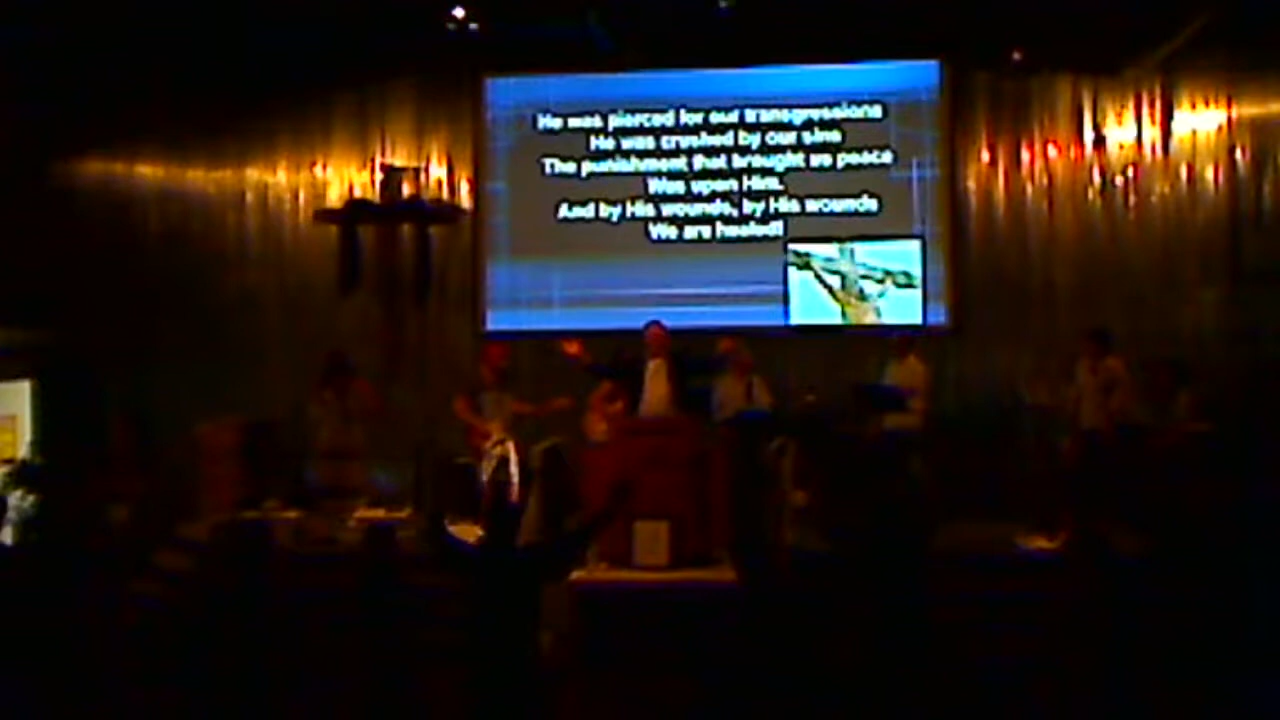 He was pierced for our transgressions
He was crushed by our sins
The punishment that brought us peace
Was upon Him.
And by His wounds, by His wounds
We are healed!